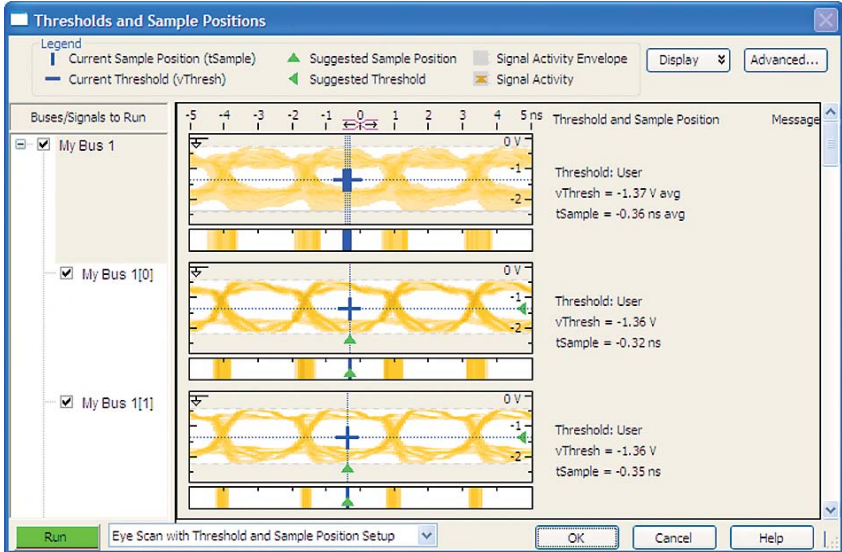 Thresholds and Sample Positions
Legend
Current Sample Position (tSample)
Suggested Sample Position
Signal Activity Envelope
Current Threshold (vThresh)
Suggested Threshold
Signal Activity
Display
Advanced...
Buses/Signals to Run
-5 -4 -3 -2 -1 0 1 2 3 4 5 ns
Threshold and Sample Position
Message
My Bus 1
0 V
-1
-2
Threshold: User
vThresh = -1.37 V avg
tSample = -0.36 ns avg
My Bus 1[0]
0 V
-1
-2
Threshold: User
vThresh = -1.36 V
tSample = -0.32 ns
My Bus 1[1]
0 V
-1
-2
Threshold: User
vThresh = -1.36 V
tSample = -0.35 ns
Run
Eye Scan with Threshold and Sample Position Setup
OK
Cancel
Help